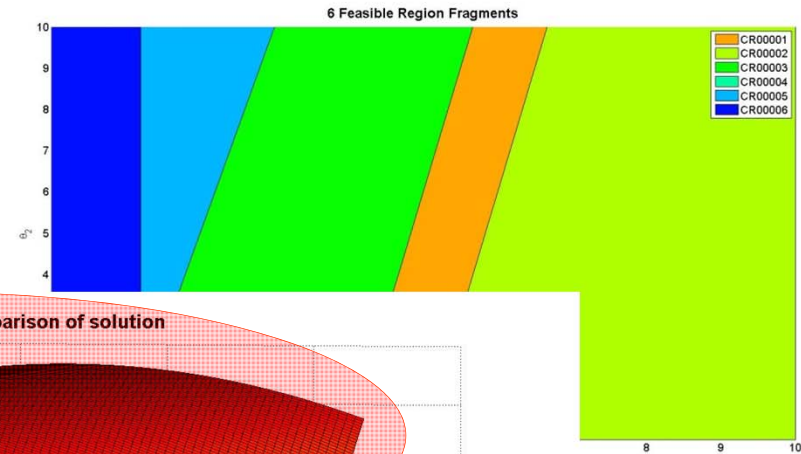 6 Feasible Region Fragments
10
9
8
7
6
5
4
θ2
CR00001
CR00002
CR00003
CR00004
CR00005
CR00006
parison of solution
8
9
10